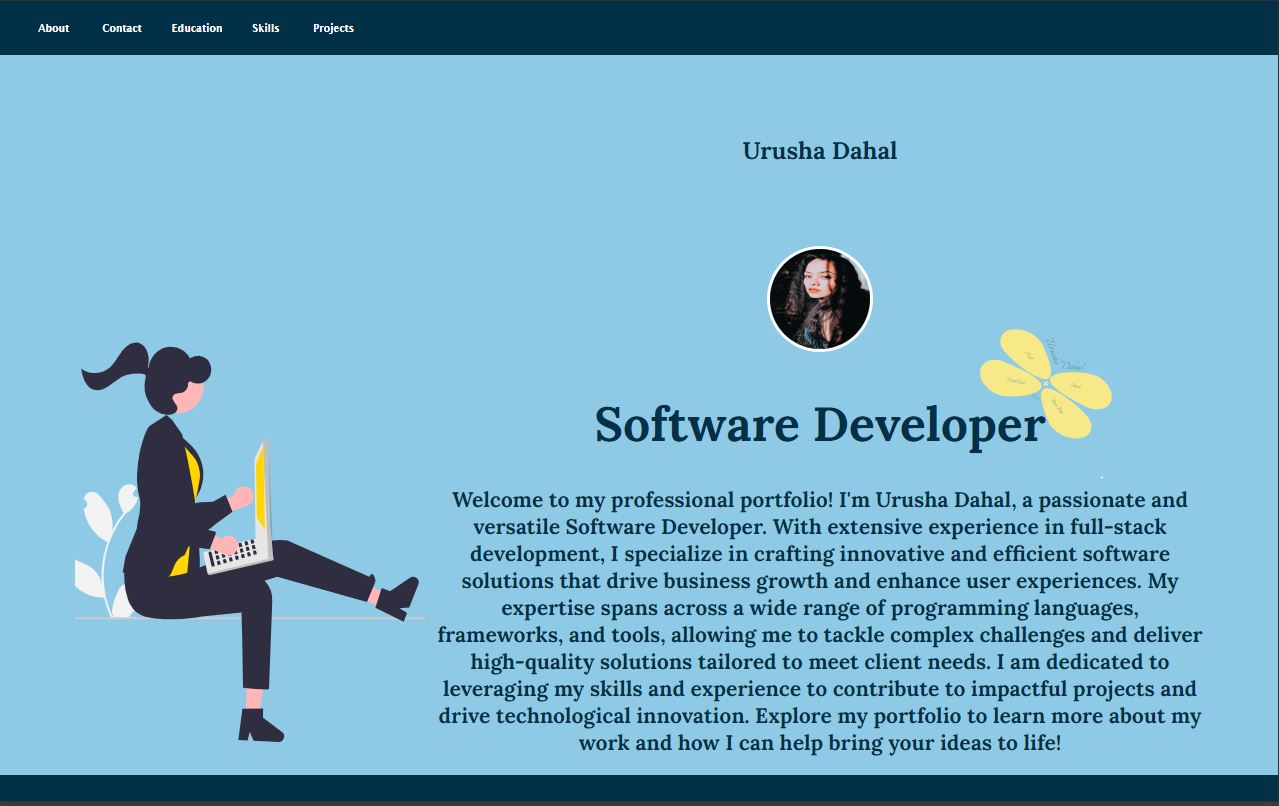 About Contact Education Skills Projects
Urusha Dahal
Urusha Dahal
Software Developer
Welcome to my professional portfolio! I'm Urusha Dahal, a passionate and
versatile Software Developer. With extensive experience in full-stack
development, I specialize in crafting innovative and efficient software
solutions that drive business growth and enhance user experiences. My
expertise spans across a wide range of programming languages,
frameworks, and tools, allowing me to tackle complex challenges and deliver
high-quality solutions tailored to meet client needs. I am dedicated to
leveraging my skills and experience to contribute to impactful projects and
drive technological innovation. Explore my portfolio to learn more about my
work and how I can help bring your ideas to life!